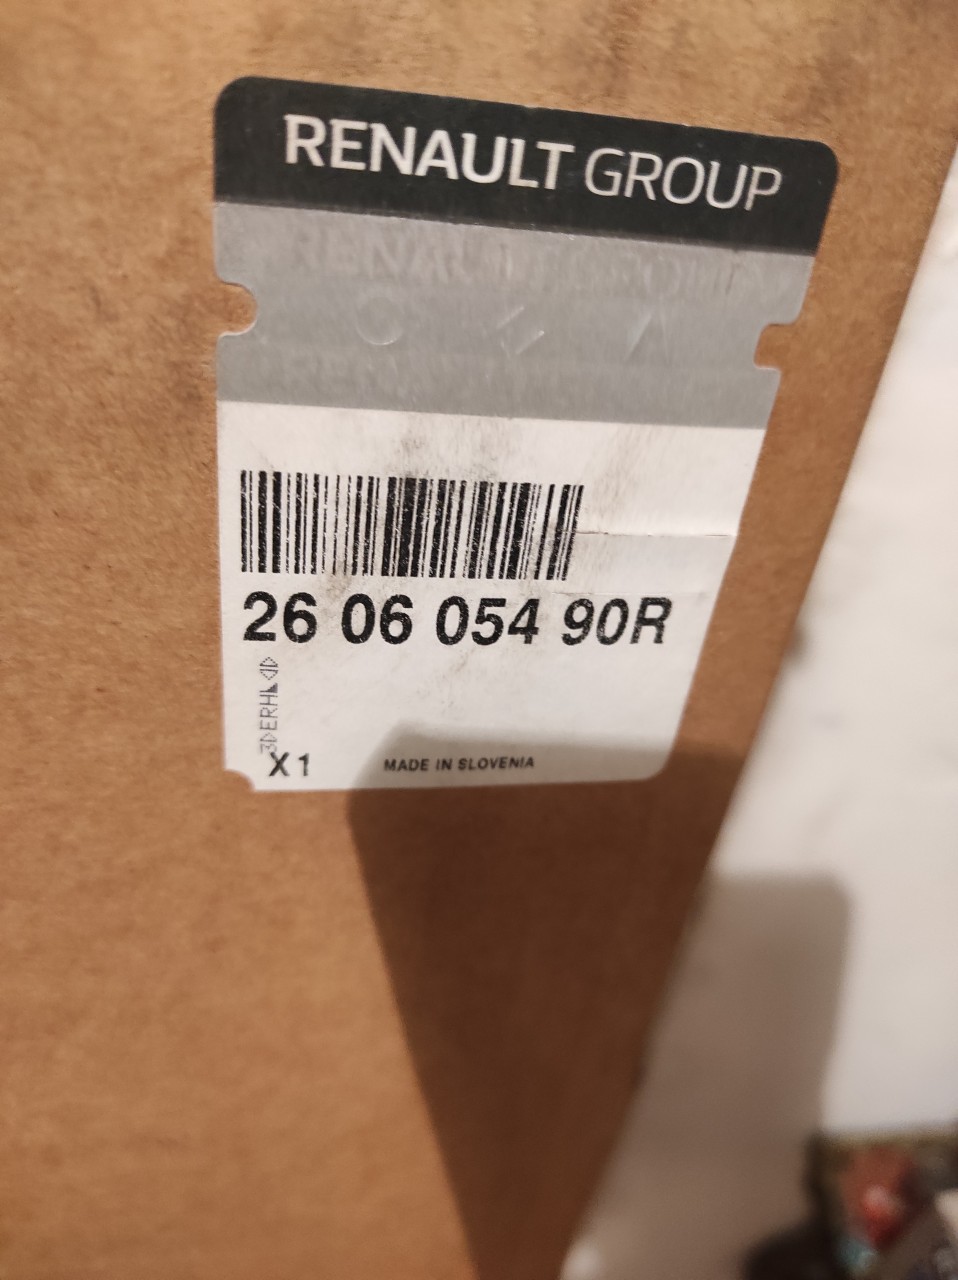 RENAULT GROUP
26 06 054 90R
X1
MADE IN SLOVENIA